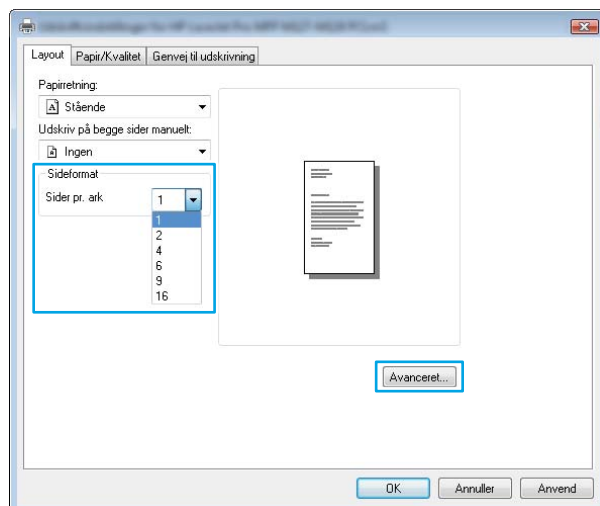 Layout
Papir/Kvalitet
Genvej til udskrivning
Papirretning:
A Stående
Udskriv på begge sider manuelt:
Ingen
Sideformat
Sider pr. ark
1
1
2
4
6
9
16
Avanceret...
OK
Annuller
Anvend